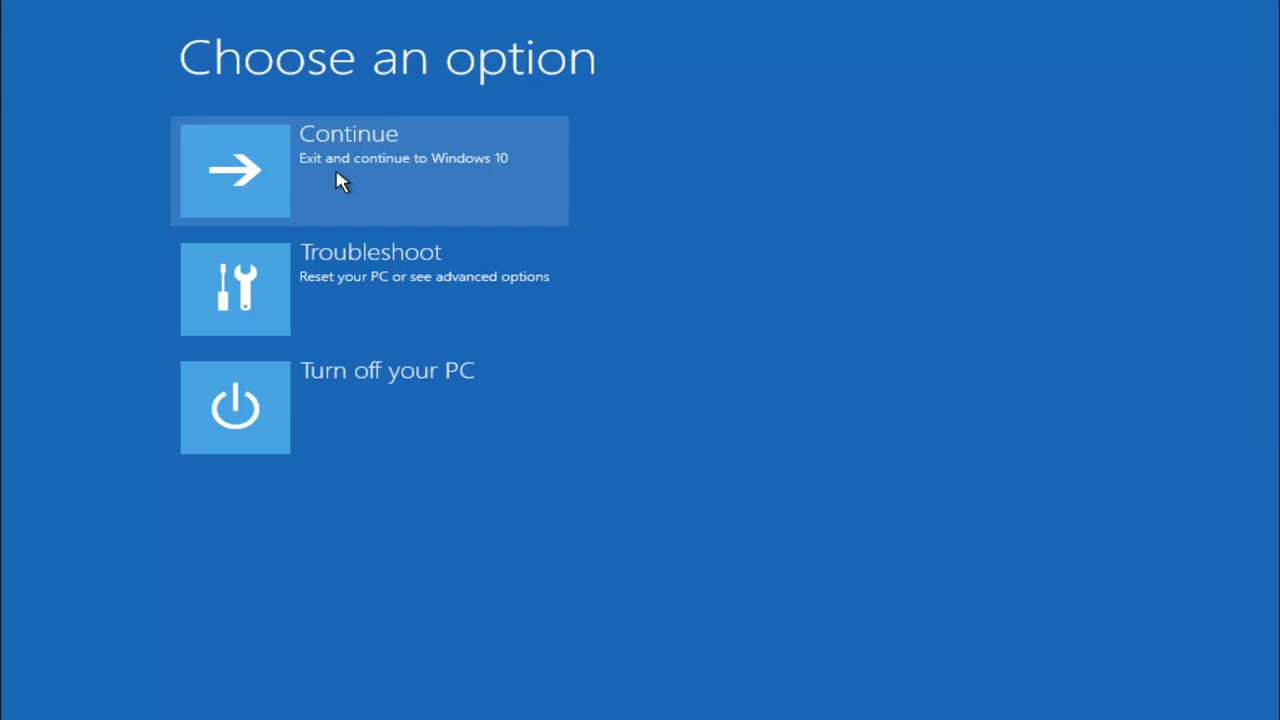 Choose an option
Continue
Exit and continue to Windows 10
Troubleshoot
Reset your PC or see advanced options
Turn off your PC